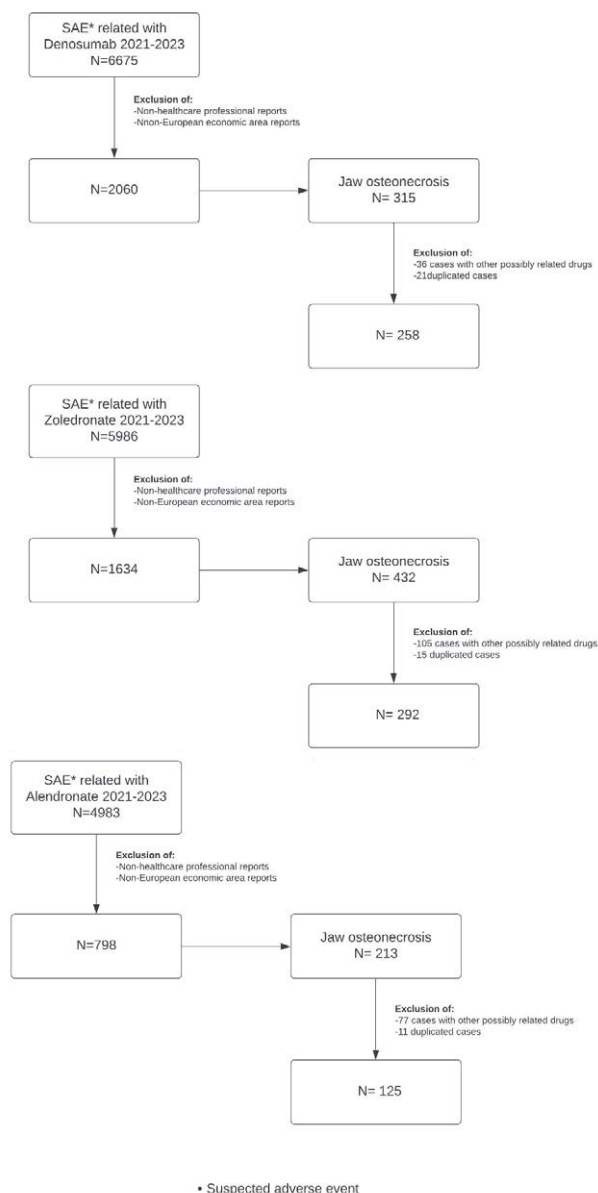 SAE* related with
Denosumab 2021-2023
N=6675
Exclusion of:
-Non-healthcare professional reports
-Nnon-European economic area reports
N=2060
Jaw osteonecrosis
N= 315
Exclusion of:
-36 cases with other possibly related drugs
-21duplicated cases
N= 258
SAE* related with
Zoledronate 2021-2023
N=5986
Exclusion of:
-Non-healthcare professional reports
-Non-European economic area reports
N=1634
Jaw osteonecrosis
N= 432
Exclusion of:
-105 cases with other possibly related drugs
-15 duplicated cases
N= 292
SAE* related with
Alendronate 2021-2023
N=4983
Exclusion of:
-Non-healthcare professional reports
-Non-European economic area reports
N=798
Jaw osteonecrosis
N= 213
Exclusion of:
-77 cases with other possibly related drugs
-11 duplicated cases
N= 125
• Suspected adverse event